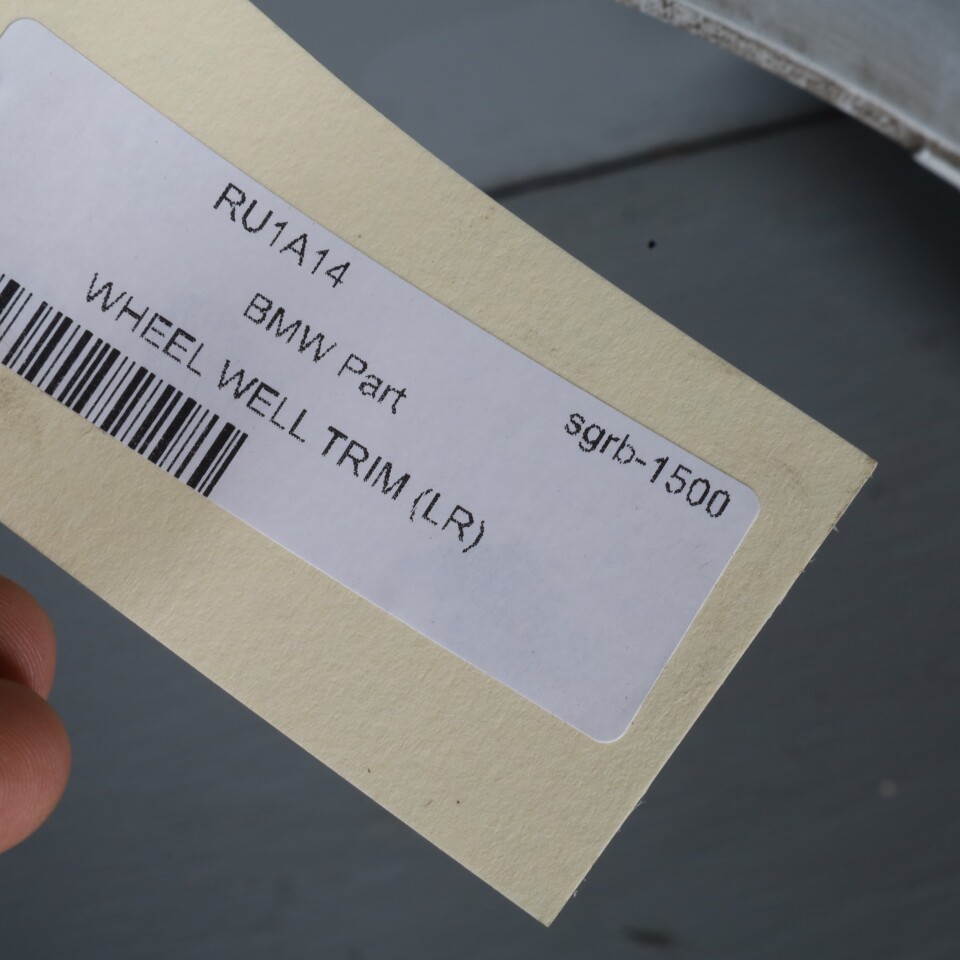 RU1A14
BMW Part
sgrb-1500
WHEEL WELL TRIM (LR)